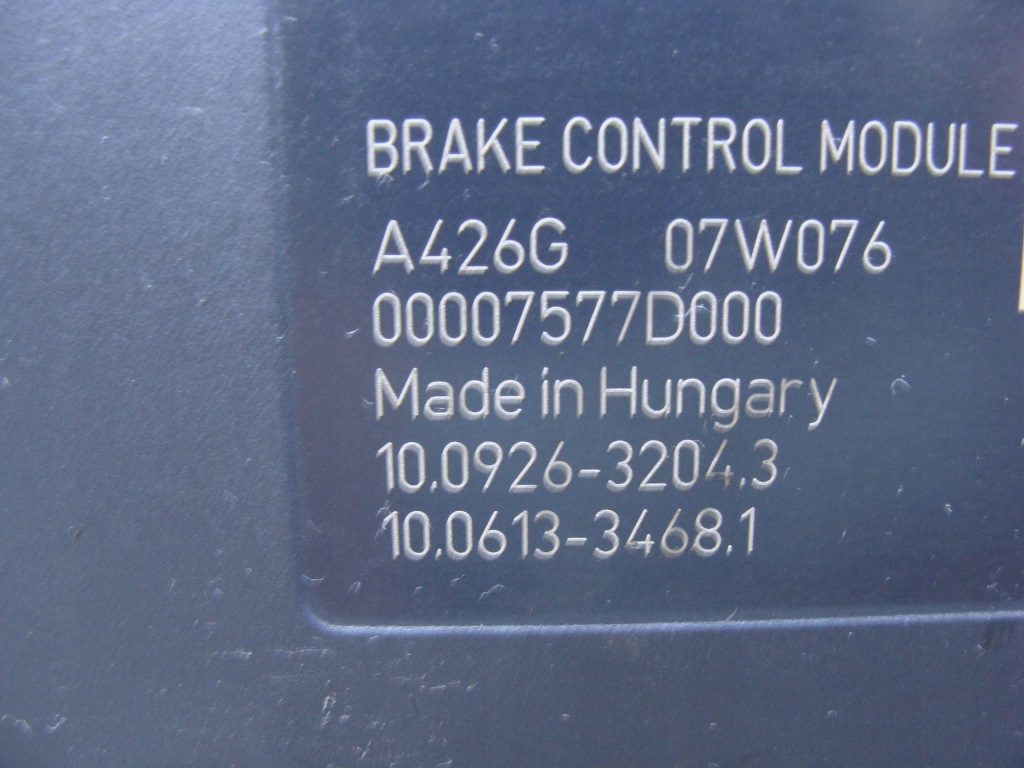 BRAKE CONTROL MODULE
A426G 07W076
00007577D000
Made in Hungary
10.0926-3204.3
10.0613-3468.1